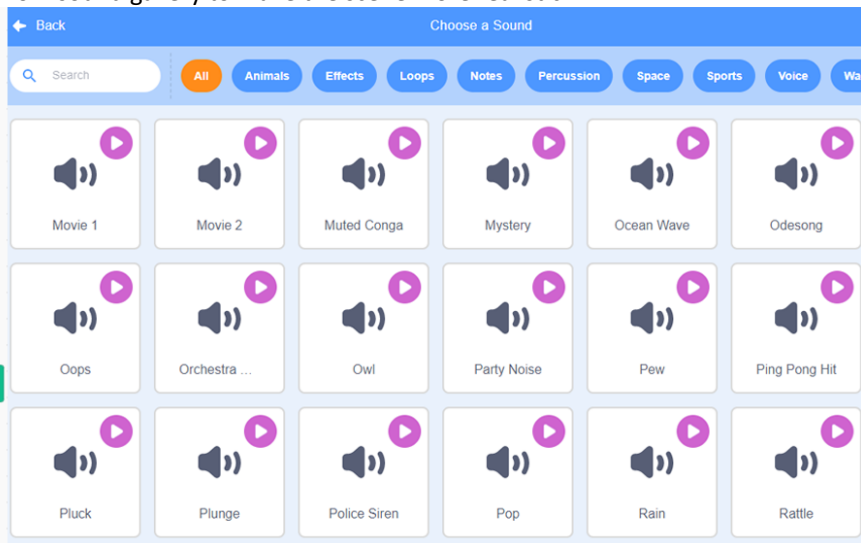 Back Choose a Sound
Search All Animals Effects Loops Notes Percussion Space Sports Voice Wa
Movie 1 Movie 2 Muted Conga Mystery Ocean Wave Odesong
Oops Orchestra ... Owl Party Noise Pew Ping Pong Hit
Pluck Plunge Police Siren Pop Rain Rattle